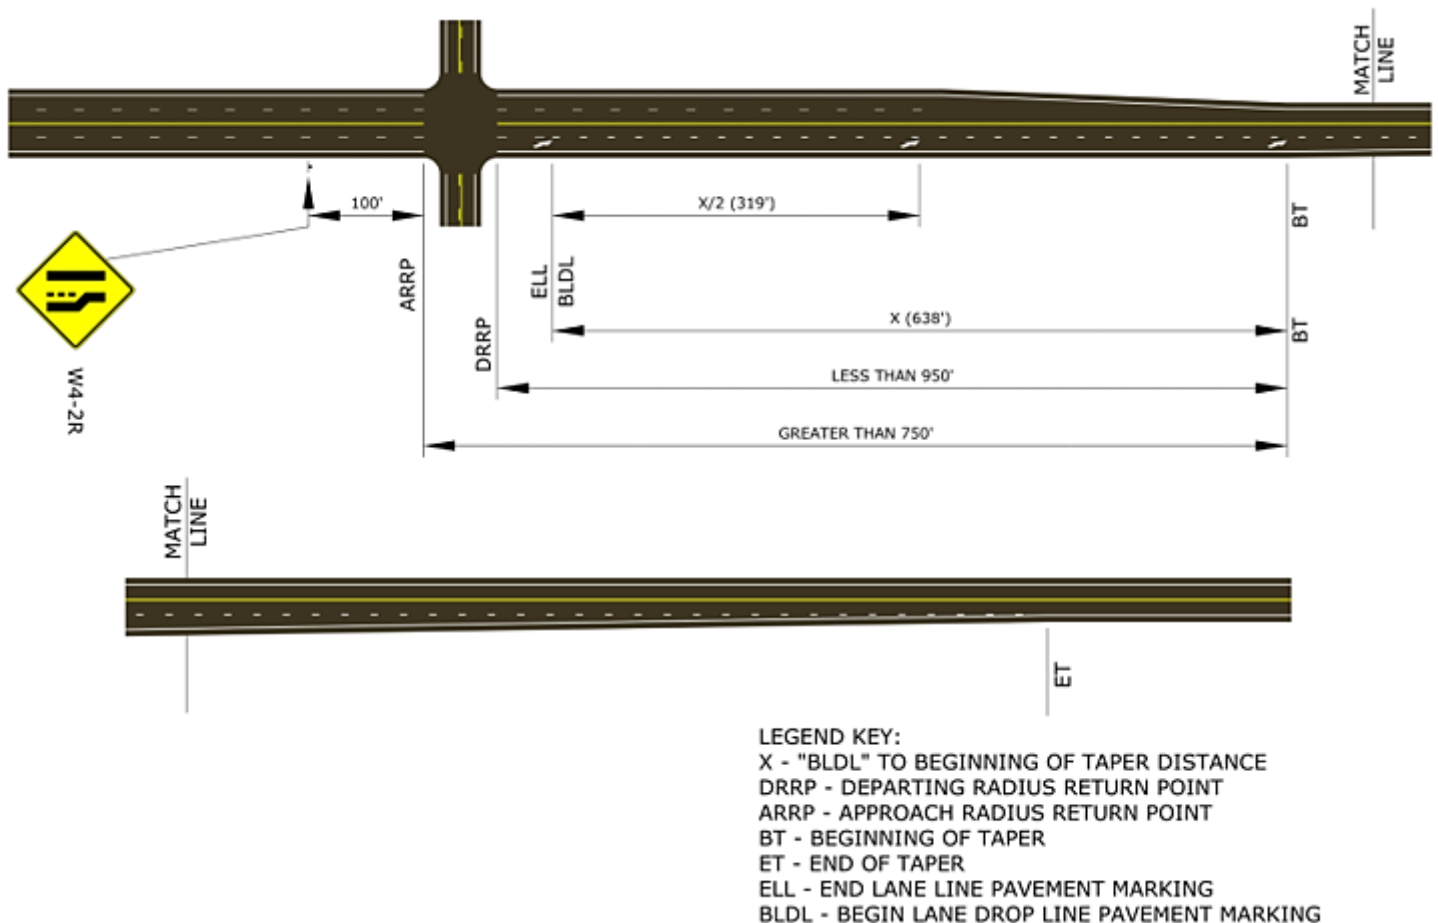 MATCH
LINE
100'
X/2 (319')
BT
ARRP
ELL
BLDL
X (638')
BT
DRRP
LESS THAN 950'
W4-2R
GREATER THAN 750'
MATCH
LINE
ET
LEGEND KEY:
X - "BLDL" TO BEGINNING OF TAPER DISTANCE
DRRP - DEPARTING RADIUS RETURN POINT
ARRP - APPROACH RADIUS RETURN POINT
BT - BEGINNING OF TAPER
ET - END OF TAPER
ELL - END LANE LINE PAVEMENT MARKING
BLDL - BEGIN LANE DROP LINE PAVEMENT MARKING